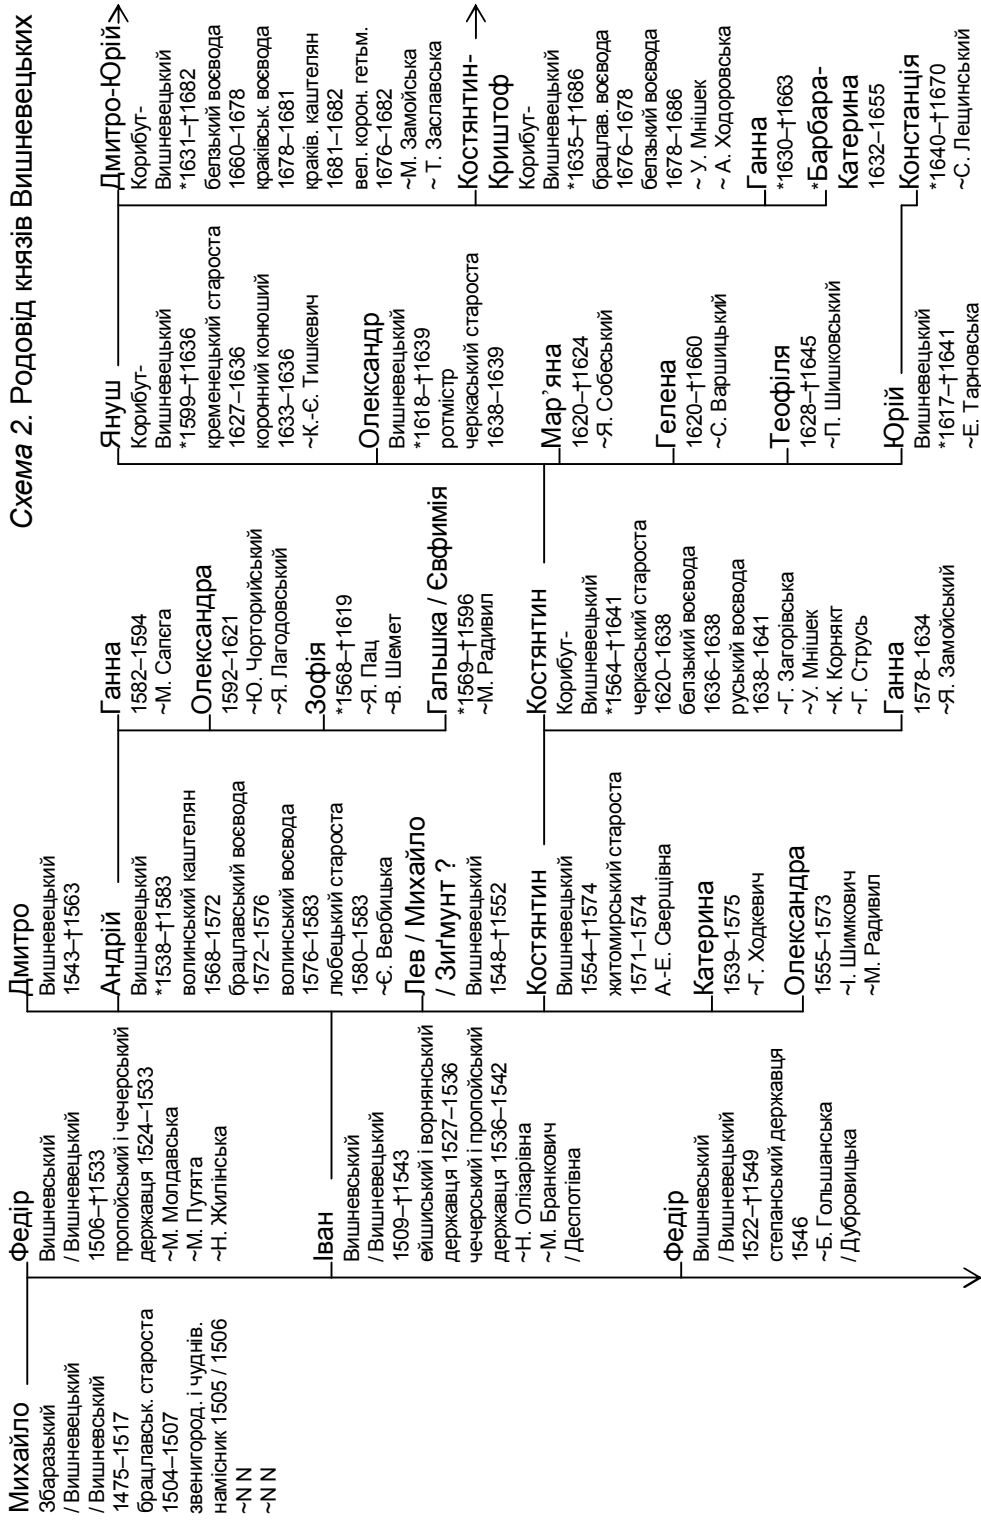 Схема 2. Родовід князів Вишневецьких
Михайло
Збаразький
/ Вишневецький
/ Вишневський
1475–1517
брацлавськ. староста
1504–1507
звенигород. і чуднів.
намісник 1505 / 1506
~N N
~N N
Федір
Вишневський
/ Вишневецький
1506–†1533
пропойський і чечерський
державця 1524–1533
~М. Молдавська
~М. Путята
~Н. Жилінська
Іван
Вишневський
/ Вишневецький
1509–†1543
ейшиський і ворнянський
державця 1527–1536
чечерський і пропойський
державця 1536–1542
~Н. Олізарівна
~М. Бранкович
/ Деспотівна
Федір
Вишневський
/ Вишневецький
1522–†1549
степанський державця
1546
~Б. Гольшанська
/ Дубровицька
Дмитро
Вишневецький
1543–†1563
Андрій
Вишневецький
*1538–†1583
волинський каштелян
1568–1572
брацлавський воєвода
1572–1576
волинський воєвода
1576–1583
любецький староста
1580–1583
~Є. Вербицька
Лев / Михайло
/ Зиґмунт ?
Вишневецький
1548–†1552
Костянтин
Вишневецький
1554–†1574
житомирський староста
1571–1574
А.-Е. Сверщівна
Катерина
1539–1575
~Г. Ходкевич
Олександра
1555–1573
~І. Шимкович
~М. Радивил
Ганна
1582–1594
~М. Сапєга
Олександра
1592–1621
~Ю. Чорторийський
~Я. Лагодовський
Зофія
*1568–†1619
~Я. Пац
~В. Шемет
Гальшка / Євфимія
*1569–†1596
~М. Радивил
Костянтин
Корибут-
Вишневецький
*1564–†1641
черкаський староста
1620–1638
белзький воєвода
1636–1638
руський воєвода
1638–1641
~Г. Загорівська
~У. Мнішек
~К. Корнякт
~Г. Струсь
Ганна
1578–1634
~Я. Замойський
Януш
Корибут-
Вишневецький
*1599–†1636
кременецький староста
1627–1636
коронний конюший
1633–1636
~К.-Є. Тишкевич
Олександр
Вишневецький
*1618–†1639
ротмістр
черкаський староста
1638–1639
Мар’яна
1620–†1624
~Я. Собеський
Гелена
1620–†1660
~С. Варшицький
Теофіля
1628–†1645
~П. Шишковський
Юрій
Вишневецький
*1617–†1641
~Е. Тарновська
Дмитро-Юрій
Корибут-
Вишневецький
*1631–†1682
белзький воєвода
1660–1678
краківськ. воєвода
1678–1681
краків. каштелян
1681–1682
вел. корон. гетьм.
1676–1682
~М. Замойська
~ Т. Заславська
Костянтин-
Криштоф
Корибут-
Вишневецький
*1635–†1686
брацлав. воєвода
1676–1678
белзький воєвода
1678–1686
~ У. Мнішек
~ А. Ходоровська
Ганна
*1630–†1663
*Барбара-
Катерина
1632–1655
Констанція
*1640–†1670
~С. Лещинський